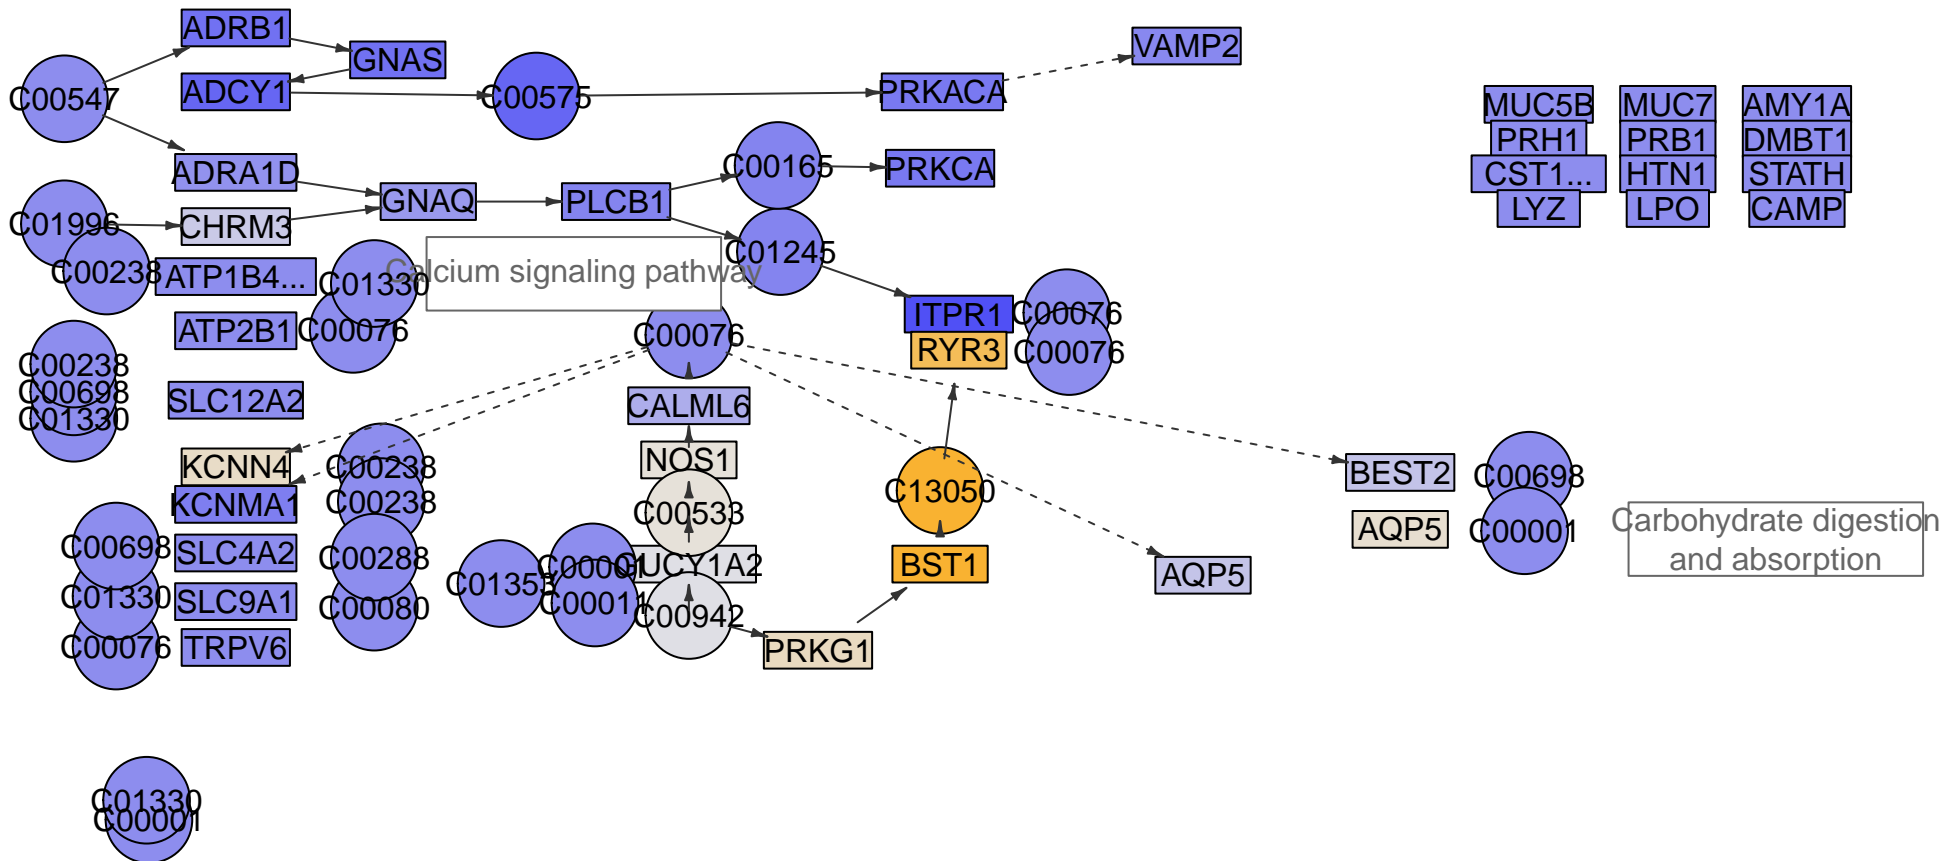 ADRB1
GNAS
VAMP2
C00547
ADCY1
C00575
PRKACA
MUC5B
MUC7
AMY1A
PRH1
PRB1
DMBT1
CST1...
HTN1
STATH
LYZ
LPO
CAMP
ADRA1D
GNAQ
PLCB1
C00165
PRKCA
C01996
CHRM3
C01245
C00238
ATP1B4...
C01330
Calcium signaling pathway
ATP2B1
C00076
C00076
ITPR1
C00076
RYR3
C00076
C00238
C00698
C01330
SLC12A2
CALML6
KCNN4
C00238
NOS1
C13050
BEST2
C00698
KCNMA1
C00238
C00533
AQP5
C00001
Carbohydrate digestion
and absorption
C00698
SLC4A2
C00288
C01353
C00001
GUCY1A2
BST1
AQP5
C01330
SLC9A1
C00080
C00011
C00942
C00076
TRPV6
PRKG1
C01330
C00001